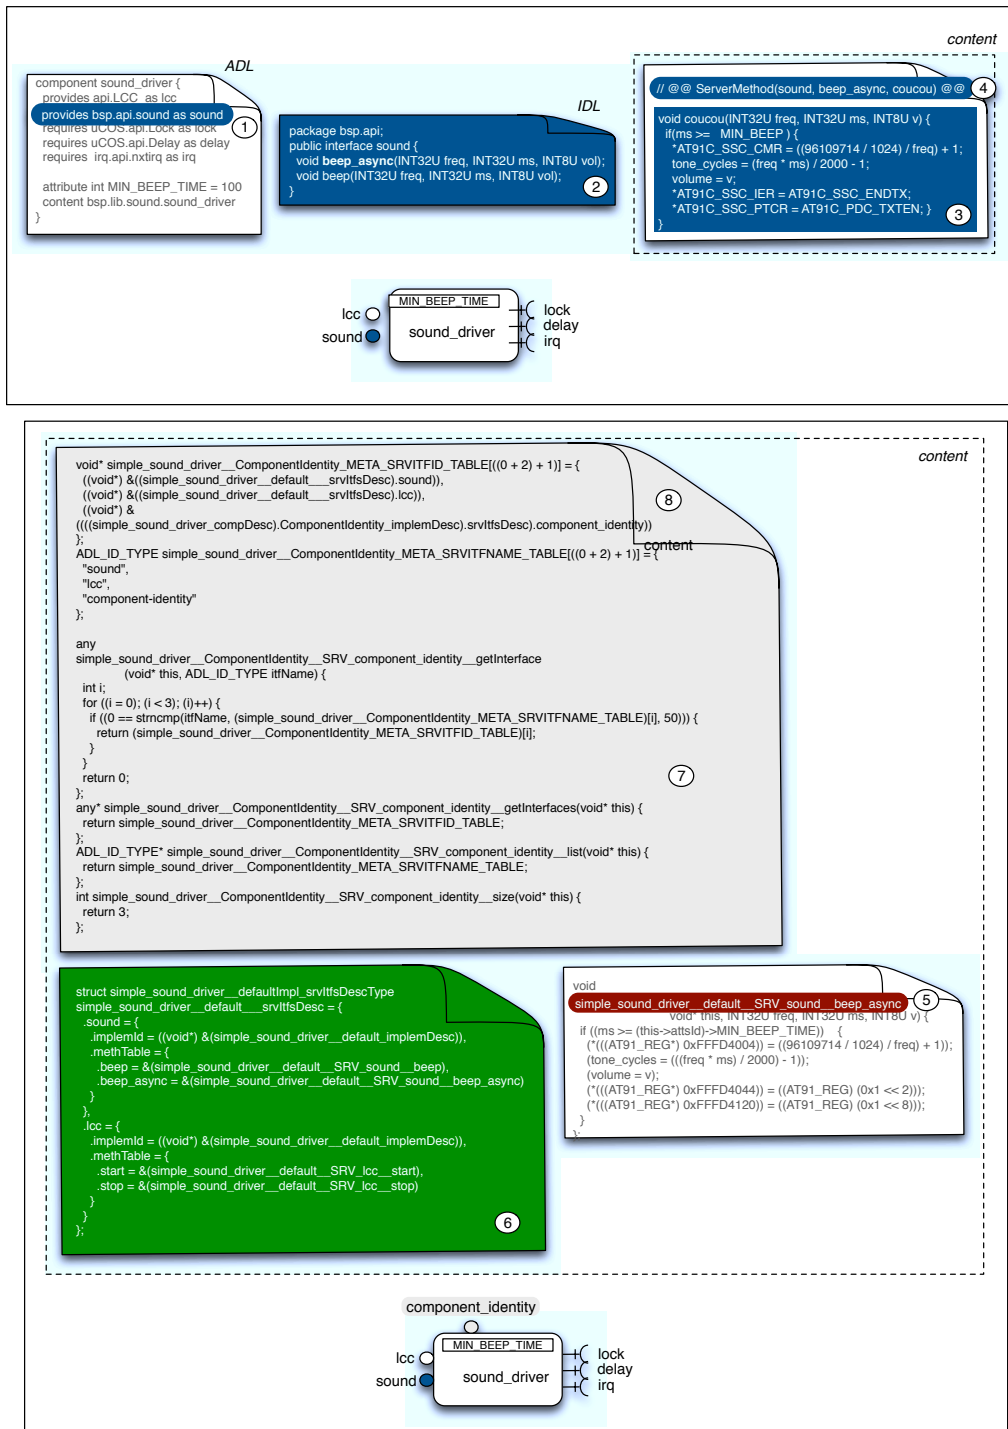 content
ADL
component sound_driver {
provides api.LCC as lcc
provides bsp.api.sound as sound
1
requires uCOS.api.Lock as lock
requires uCOS.api.Delay as delay
requires irq.api.nxtirq as irq
attribute int MIN_BEEP_TIME = 100
content bsp.lib.sound.sound_driver
}
IDL
package bsp.api;
public interface sound {
void beep_async(INT32U freq, INT32U ms, INT8U vol);
void beep(INT32U freq, INT32U ms, INT8U vol);
}
2
// @@ ServerMethod(sound, beep_async, coucou) @@
4
void coucou(INT32U freq, INT32U ms, INT8U v) {
if(ms >= MIN_BEEP ) {
*AT91C_SSC_CMR = ((96109714 / 1024) / freq) + 1;
tone_cycles = (freq * ms) / 2000 - 1;
volume = v;
*AT91C_SSC_IER = AT91C_SSC_ENDTX;
*AT91C_SSC_PTCR = AT91C_PDC_TXTEN; }
}
3
MIN_BEEP_TIME
lcc
sound
sound_driver
lock
delay
irq
content
void* simple_sound_driver__ComponentIdentity_META_SRVITFID_TABLE[((0 + 2) + 1)] = {
((void*) &((simple_sound_driver__default___srvItfsDesc).sound)),
((void*) &((simple_sound_driver__default___srvItfsDesc).lcc)),
((void*) &
((((simple_sound_driver_compDesc).ComponentIdentity_implemDesc).srvItfsDesc).component_identity))
};
8
content
ADL_ID_TYPE simple_sound_driver__ComponentIdentity_META_SRVITFNAME_TABLE[((0 + 2) + 1)] = {
"sound",
"lcc",
"component-identity"
};
any
simple_sound_driver__ComponentIdentity__SRV_component_identity__getInterface
(void* this, ADL_ID_TYPE itfName) {
int i;
for ((i = 0); (i < 3); (i)++) {
if ((0 == strncmp(itfName, (simple_sound_driver__ComponentIdentity_META_SRVITFNAME_TABLE)[i], 50))) {
return (simple_sound_driver__ComponentIdentity_META_SRVITFID_TABLE)[i];
}
}
return 0;
};
7
any* simple_sound_driver__ComponentIdentity__SRV_component_identity__getInterfaces(void* this) {
return simple_sound_driver__ComponentIdentity_META_SRVITFID_TABLE;
};
ADL_ID_TYPE* simple_sound_driver__ComponentIdentity__SRV_component_identity__list(void* this) {
return simple_sound_driver__ComponentIdentity_META_SRVITFNAME_TABLE;
};
int simple_sound_driver__ComponentIdentity__SRV_component_identity__size(void* this) {
return 3;
};
struct simple_sound_driver__defaultImpl_srvItfsDescType
simple_sound_driver__default___srvItfsDesc = {
.sound = {
.implemId = ((void*) &(simple_sound_driver__default_implemDesc)),
.methTable = {
.beep = &(simple_sound_driver__default__SRV_sound__beep),
.beep_async = &(simple_sound_driver__default__SRV_sound__beep_async)
}
},
.lcc = {
.implemId = ((void*) &(simple_sound_driver__default_implemDesc)),
.methTable = {
.start = &(simple_sound_driver__default__SRV_lcc__start),
.stop = &(simple_sound_driver__default__SRV_lcc__stop)
}
}
};
6
void
simple_sound_driver__default__SRV_sound__beep_async
5
void* this, INT32U freq, INT32U ms, INT8U v) {
if ((ms >= (this->attsId)->MIN_BEEP_TIME)) {
(*(((AT91_REG*) 0xFFFD4004)) = ((96109714 / 1024) / freq) + 1));
(tone_cycles = (((freq * ms) / 2000) - 1));
(volume = v);
(*(((AT91_REG*) 0xFFFD4044)) = ((AT91_REG) (0x1 << 2)));
(*(((AT91_REG*) 0xFFFD4120)) = ((AT91_REG) (0x1 << 8)));
}
};
component_identity
MIN_BEEP_TIME
lcc
sound
sound_driver
lock
delay
irq